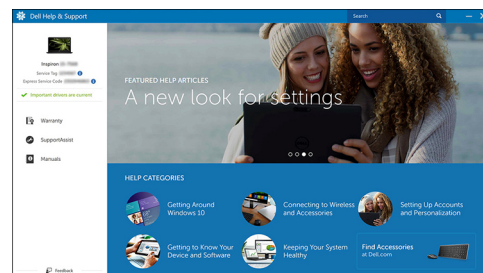 Dell Help & Support
Search
Inspiron
Service Tag
Express Service Code
Important drivers are current
Warranty
SupportAssist
Manuals
Feedback
FEATURED HELP ARTICLES
A new look for settings
HELP CATEGORIES
Getting Around
Windows 10
Connecting to Wireless
and Accessories
Setting Up Accounts
and Personalization
Getting to Know Your
Device and Software
Keeping Your System
Healthy
Find Accessories
at Dell.com